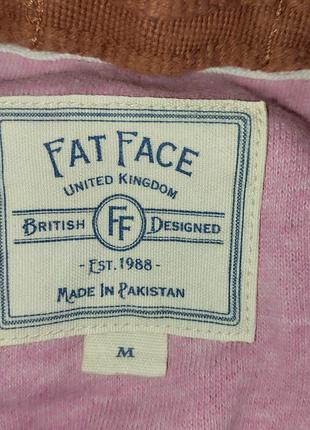 FAT FACE
UNITED KINGDOM
BRITISH FF DESIGNED
- EST. 1988 -
MADE IN PAKISTAN
M